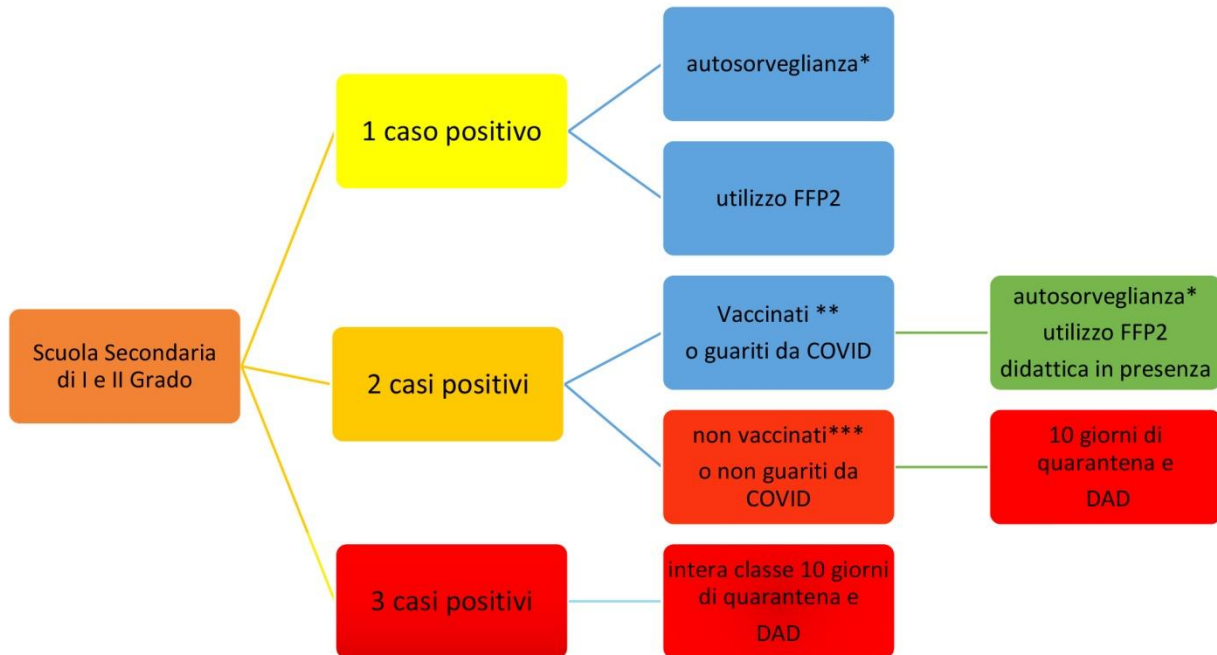 Scuola Secondaria
di I e II Grado
1 caso positivo
autosorveglianza*
utilizzo FFP2
2 casi positivi
Vaccinati **
o guariti da COVID
autosorveglianza*
utilizzo FFP2
didattica in presenza
non vaccinati***
o non guariti da
COVID
10 giorni di
quarantena e
DAD
3 casi positivi
intera classe 10 giorni
di quarantena e
DAD